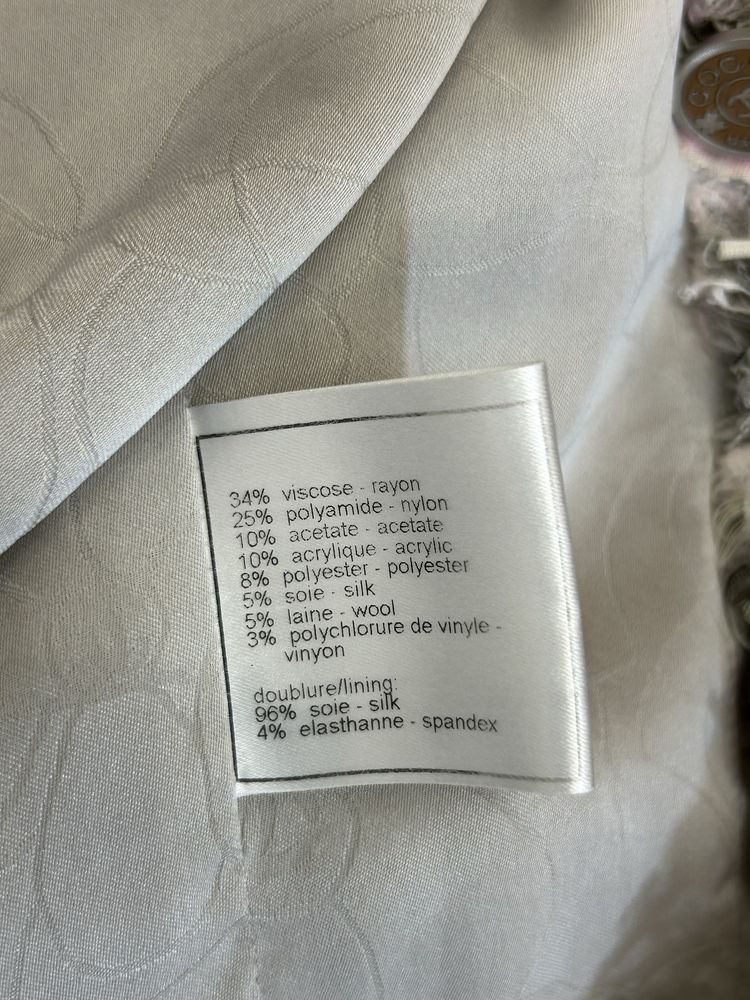 COC
34% viscose - rayon
25% polyamide - nylon
10% acetate - acetate
10% acrylique - acrylic
8% polyester - polyester
5% soie - silk
5% laine - wool
3% polychlorure de vinyle -
vinyon
doublure/lining:
96% soie - silk
4% elasthanne - spandex